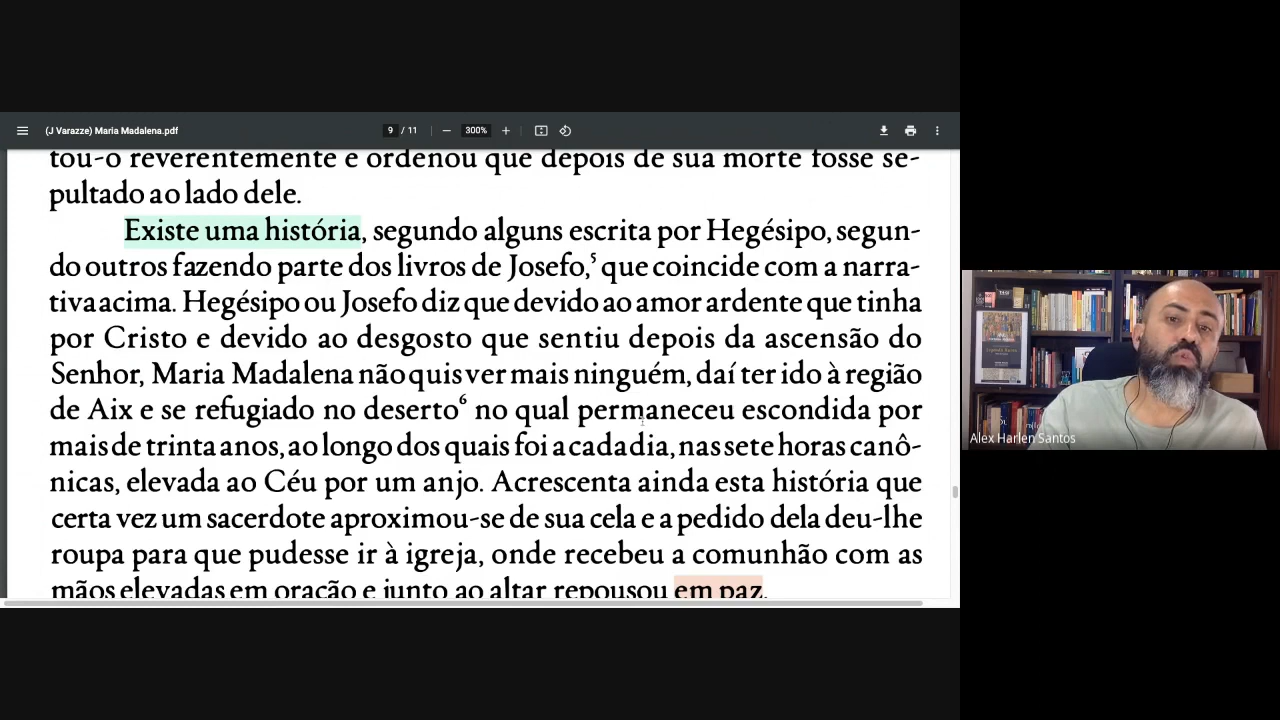 (J Varazze) Maria Madalena.pdf
9 / 11
300%
tou-o reverentemente e ordenou que depois de sua morte fosse se-
pultado ao lado dele.
Existe uma história, segundo alguns escrita por Hegésipo, segun-
do outros fazendo parte dos livros de Josefo,⁵ que coincide com a narra-
tiva acima. Hegésipo ou Josefo diz que devido ao amor ardente que tinha
por Cristo e devido ao desgosto que sentiu depois da ascensão do
Senhor, Maria Madalena não quis ver mais ninguém, daí ter ido à região
de Aix e se refugiado no deserto⁶ no qual permaneceu escondida por
mais de trinta anos, ao longo dos quais foi a cada dia, nas sete horas canô-
nicas, elevada ao Céu por um anjo. Acrescenta ainda esta história que
certa vez um sacerdote aproximou-se de sua cela e a pedido dela deu-lhe
roupa para que pudesse ir à igreja, onde recebeu a comunhão com as
mãos elevadas em oração e junto ao altar repousou em paz.
Alex Harlen Santos